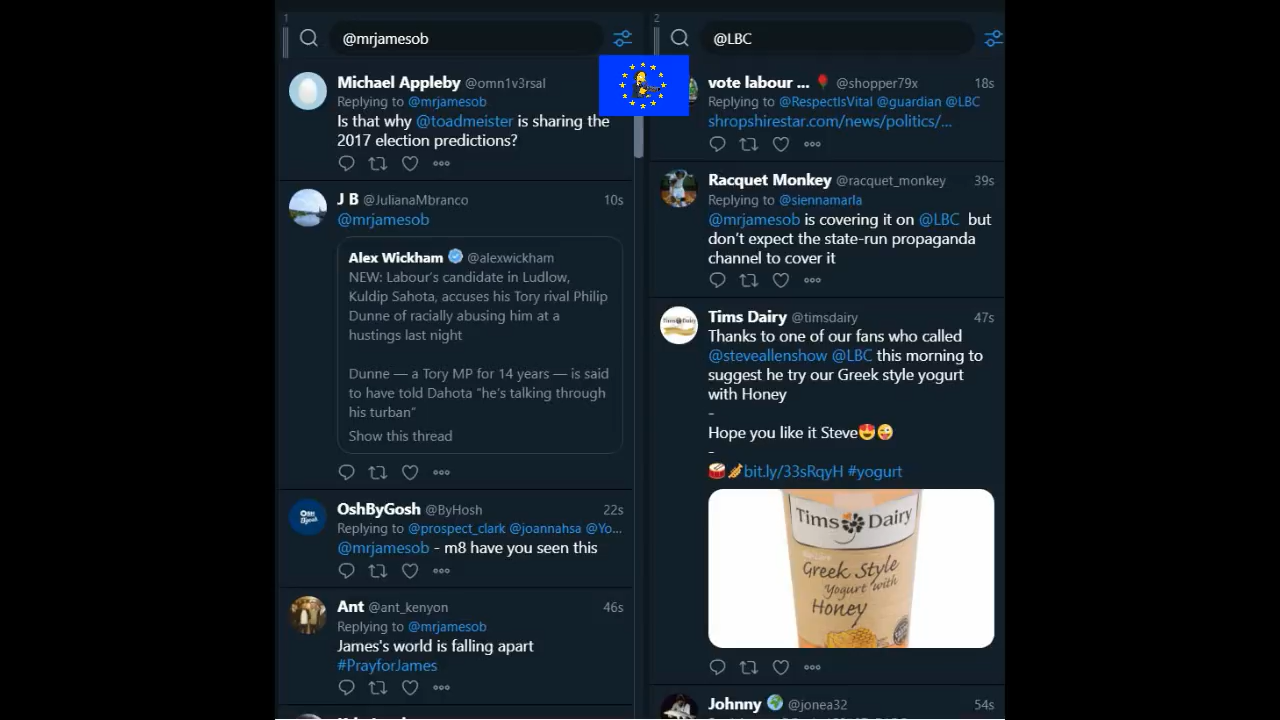 1
@mrjamesob
Michael Appleby @omn1v3rsal
Replying to @mrjamesob
Is that why @toadmeister is sharing the
2017 election predictions?
J B @JulianaMbranco 10s
@mrjamesob
Alex Wickham @alexwickham
NEW: Labour's candidate in Ludlow,
Kuldip Sahota, accuses his Tory rival Philip
Dunne of racially abusing him at a
hustings last night
Dunne — a Tory MP for 14 years — is said
to have told Dahota "he's talking through
his turban"
Show this thread
OshByGosh @ByHosh 22s
Replying to @prospect_clark @joannahsa @Yo...
@mrjamesob - m8 have you seen this
Ant @ant_kenyon 46s
Replying to @mrjamesob
James's world is falling apart
#PrayforJames
2
@LBC
vote labour ... @shopper79x 18s
Replying to @RespectIsVital @guardian @LBC
shropshirestar.com/news/politics/...
Racquet Monkey @racquet_monkey 39s
Replying to @siennamarla
@mrjamesob is covering it on @LBC but
don't expect the state-run propaganda
channel to cover it
Tims Dairy @timsdairy 47s
Thanks to one of our fans who called
@steveallenshow @LBC this morning to
suggest he try our Greek style yogurt
with Honey
-
Hope you like it Steve😍😜
-
🥁🎺bit.ly/33sRqyH #yogurt
Tims Dairy
Greek Style
Yogurt with
Honey
Johnny 🌍 @jonea32 54s